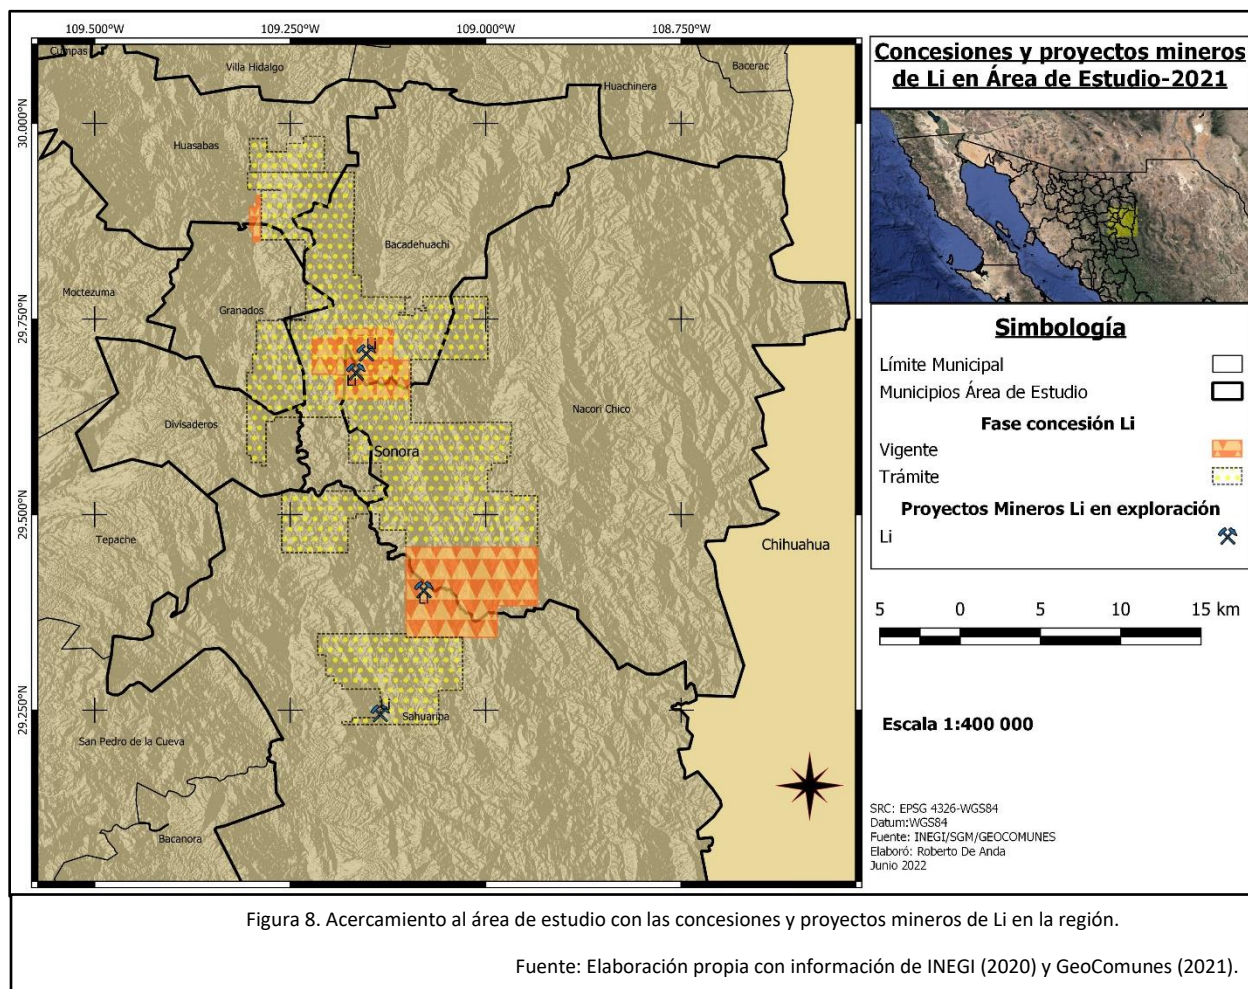 109.500°W 109.250°W 109.000°W 108.750°W
Cumpas
Villa Hidalgo
Bacerac
Huachinera
30.000°N
Huasabas
Bacadehuachi
Moctezuma
Granados
29.750°N
Nacori Chico
Divisaderos
Sonora
29.500°N
Tepache
Chihuahua
29.250°N
Sahuaripa
San Pedro de la Cueva
Bacanora
Concesiones y proyectos mineros
de Li en Área de Estudio-2021
Simbología
Límite Municipal
Municipios Área de Estudio
Fase concesión Li
Vigente
Trámite
Proyectos Mineros Li en exploración
Li
5 0 5 10 15 km
Escala 1:400 000
SRC: EPSG 4326-WGS84
Datum:WGS84
Fuente: INEGI/SGM/GEOCOMUNES
Elaboró: Roberto De Anda
Junio 2022
Figura 8. Acercamiento al área de estudio con las concesiones y proyectos mineros de Li en la región.
Fuente: Elaboración propia con información de INEGI (2020) y GeoComunes (2021).